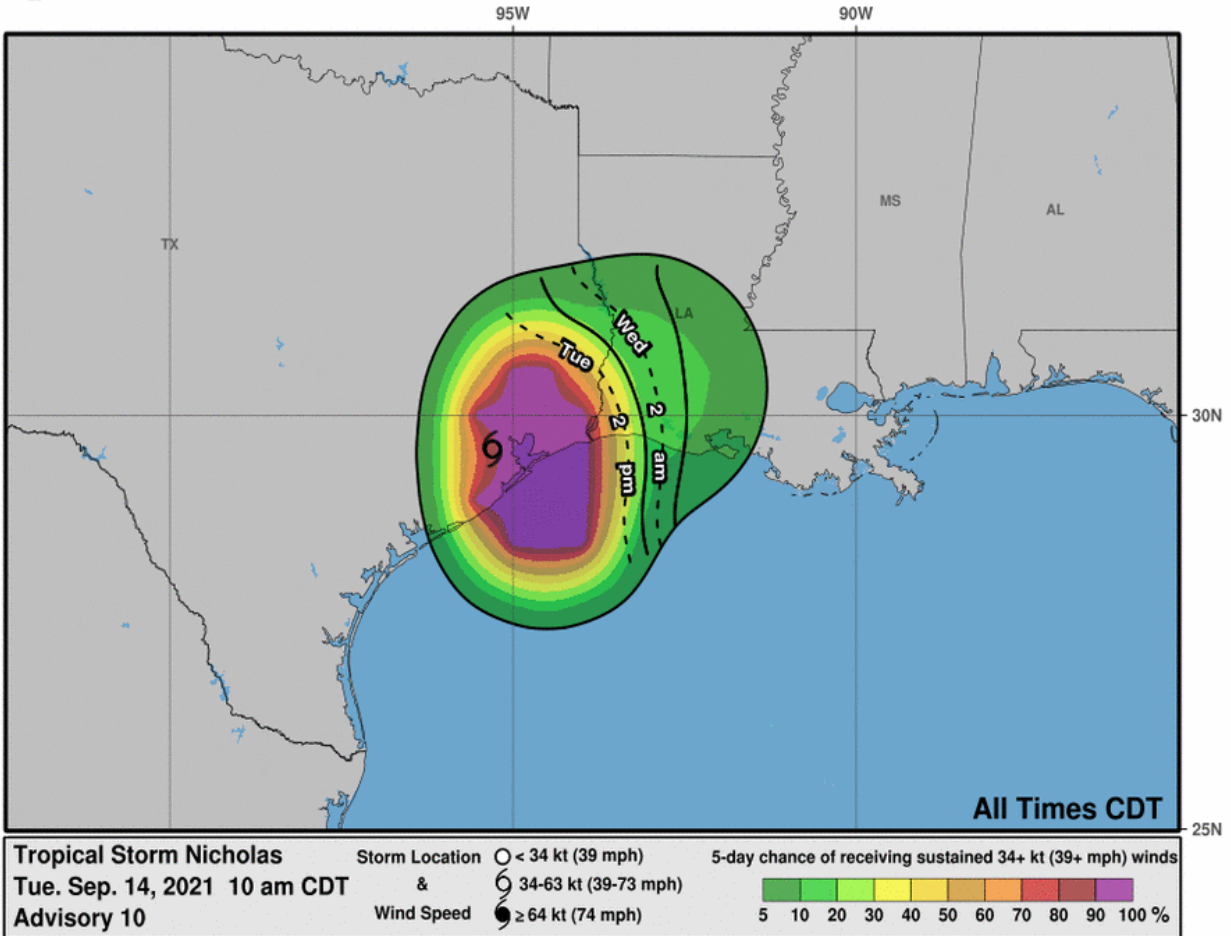 95W
90W
TX
MS
AL
LA
Wed
Tue
2
2
am
pm
30N
All Times CDT
25N
Tropical Storm Nicholas
Tue. Sep. 14, 2021 10 am CDT
Advisory 10
Storm Location
&
Wind Speed
< 34 kt (39 mph)
34-63 kt (39-73 mph)
≥ 64 kt (74 mph)
5-day chance of receiving sustained 34+ kt (39+ mph) winds
5 10 20 30 40 50 60 70 80 90 100 %